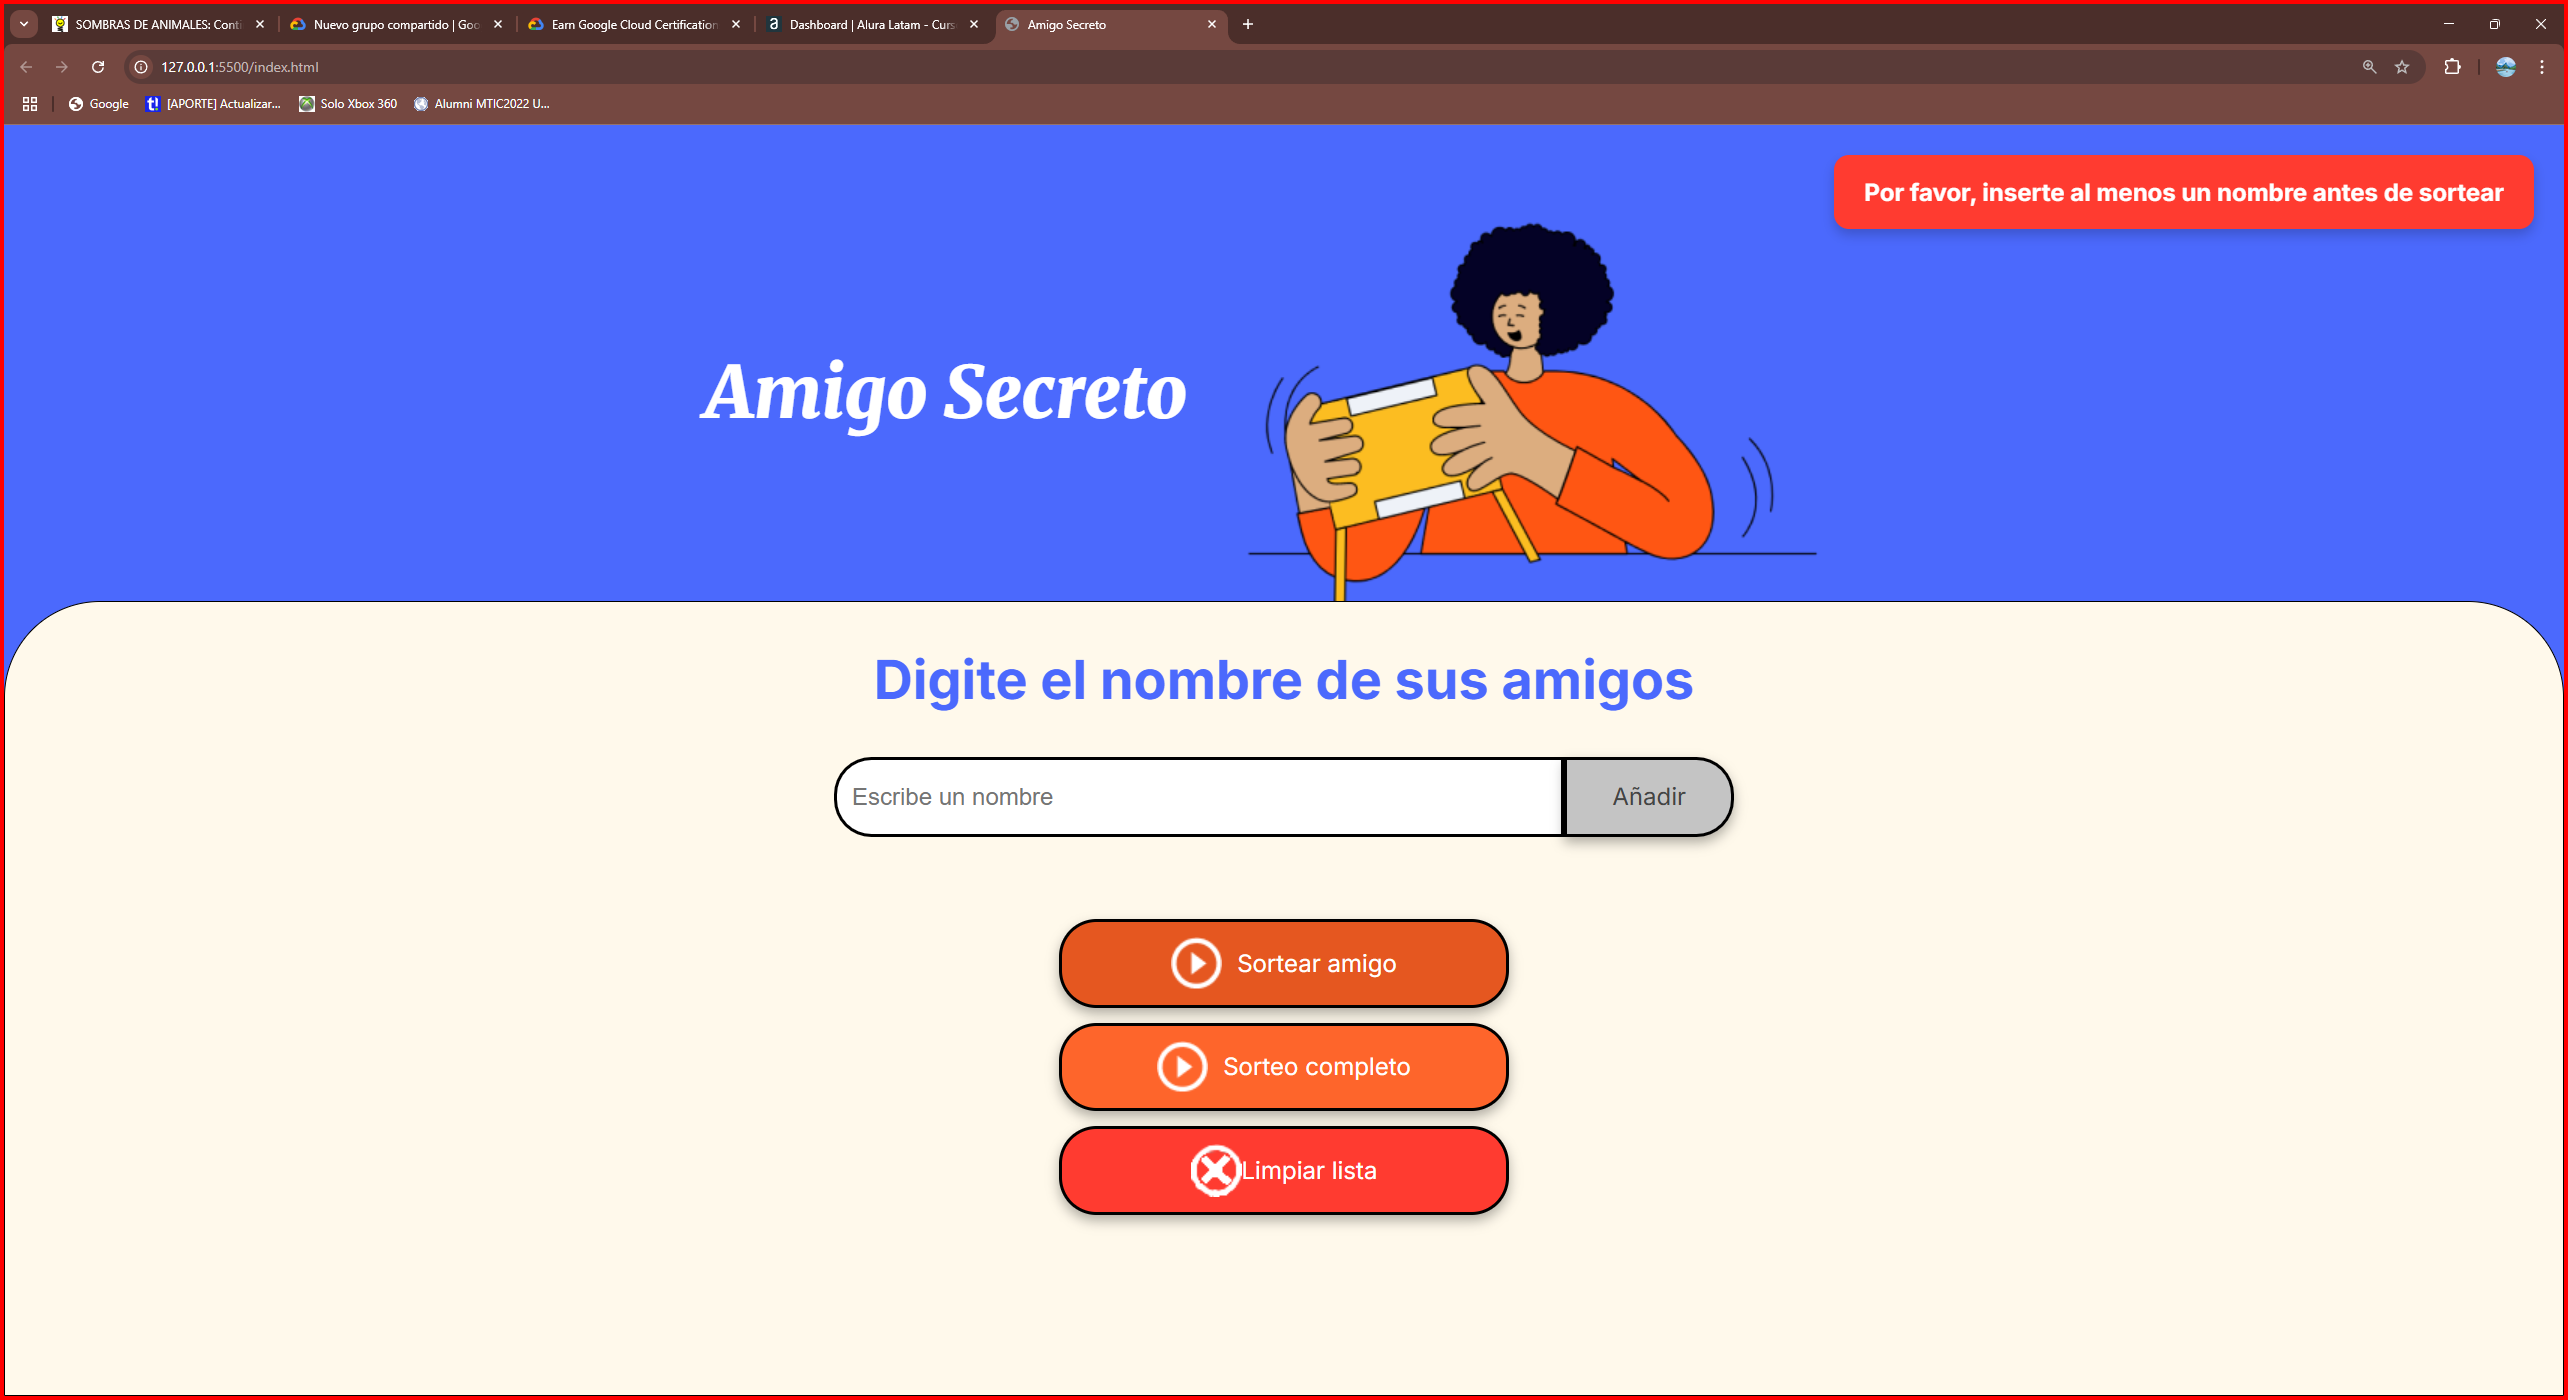 SOMBRAS DE ANIMALES: Conti
Nuevo grupo compartido | Goo
Earn Google Cloud Certification
Dashboard | Alura Latam - Curs
Amigo Secreto
127.0.0.1:5500/index.html
Google
[APORTE] Actualizar...
Solo Xbox 360
Alumni MTIC2022 U...
Por favor, inserte al menos un nombre antes de sortear
Amigo Secreto
Digite el nombre de sus amigos
Escribe un nombre
Añadir
Sortear amigo
Sorteo completo
Limpiar lista